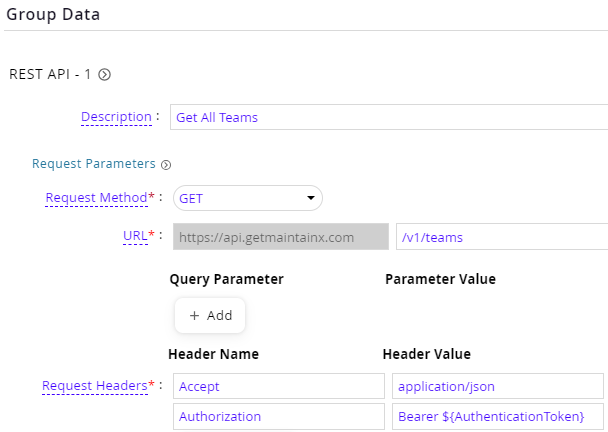 Group Data
REST API - 1
Description :
Get All Teams
Request Parameters
Request Method* :
GET
URL* :
https://api.getmaintainx.com
/v1/teams
Query Parameter
Parameter Value
+ Add
Header Name
Header Value
Request Headers* :
Accept
application/json
Authorization
Bearer ${AuthenticationToken}